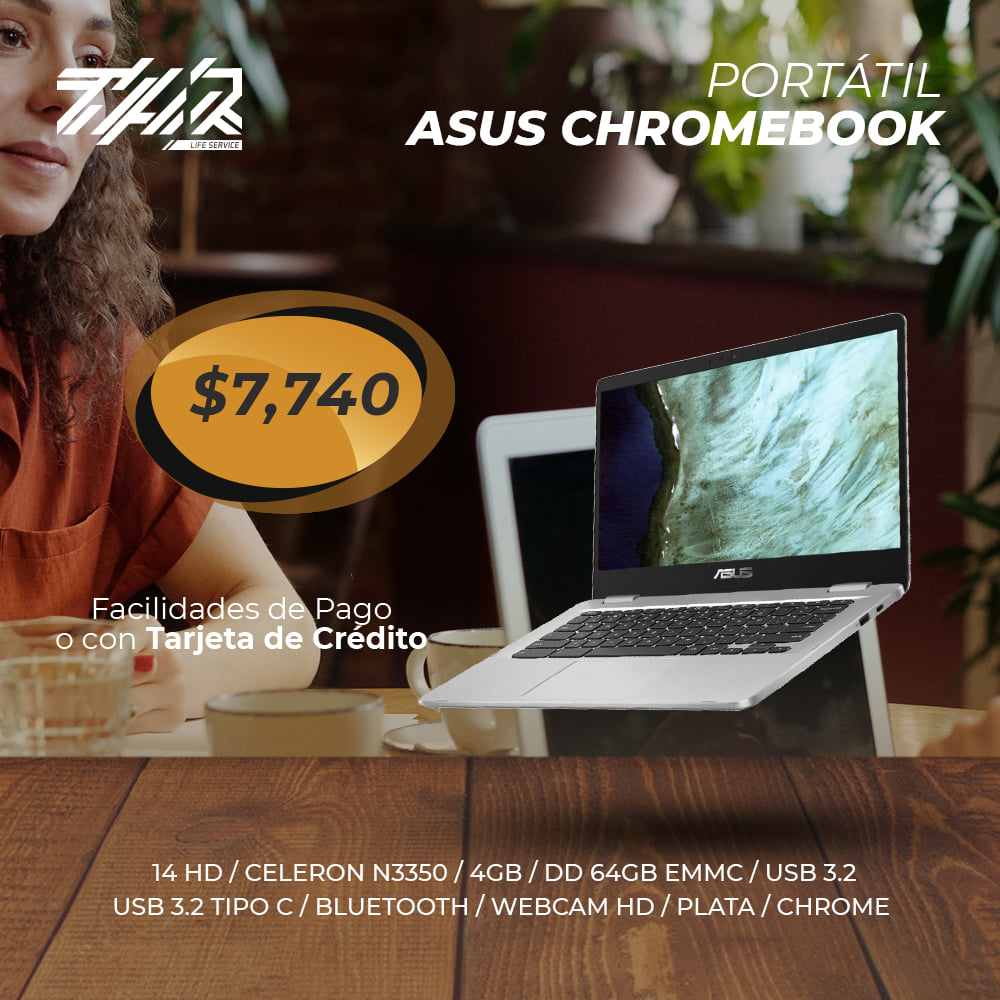 THR
LIFE SERVICE
PORTÁTIL
ASUS CHROMEBOOK
$7,740
ASUS
Facilidades de Pago
o con Tarjeta de Crédito
14 HD / CELERON N3350 / 4GB / DD 64GB EMMC / USB 3.2
USB 3.2 TIPO C / BLUETOOTH / WEBCAM HD / PLATA / CHROME